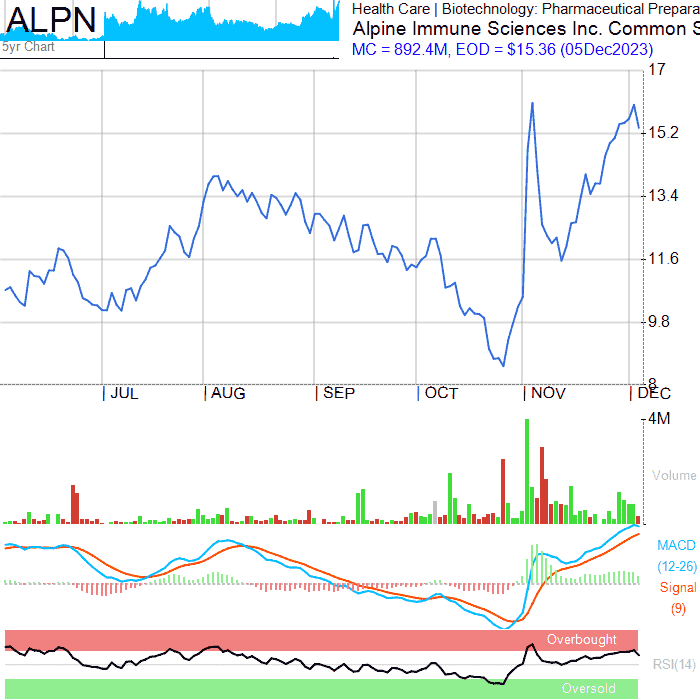 ALPN
5yr Chart
Health Care | Biotechnology: Pharmaceutical Prepara
Alpine Immune Sciences Inc. Common S
MC = 892.4M, EOD = $15.36 (05Dec2023)
17
15.2
13.4
11.6
9.8
8
| JUL | AUG | SEP | OCT | NOV | DEC
4M
Volume
MACD
(12-26)
Signal
(9)
Overbought
RSI(14)
Oversold